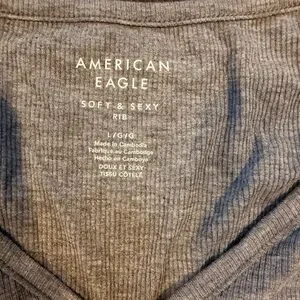 AMERICAN
EAGLE
SOFT & SEXY
RIB
L/G/G
Made in Cambodia
Fabriqué au Cambodge
Hecho en Camboya
DOUX ET SEXY
TISSU CÔTELÉ